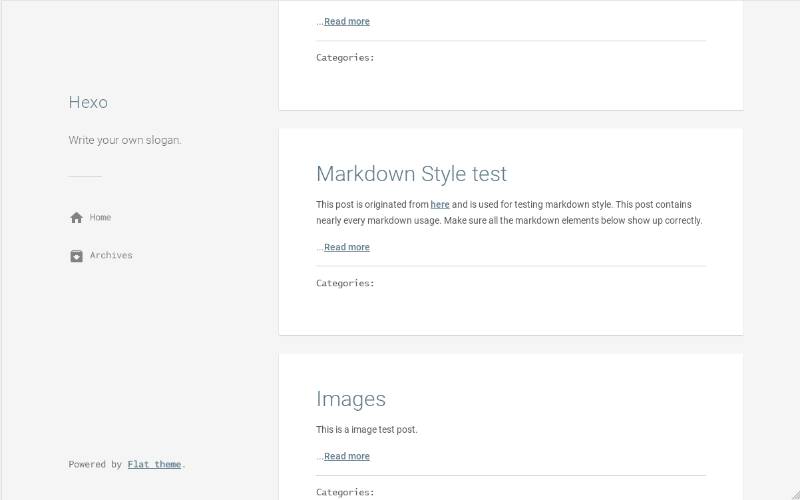 Hexo
Write your own slogan.
Home
Archives
Powered by Flat theme.
...Read more
Categories:
Markdown Style test
This post is originated from here and is used for testing markdown style. This post contains
nearly every markdown usage. Make sure all the markdown elements below show up correctly.
...Read more
Categories:
Images
This is a image test post.
...Read more
Categories: